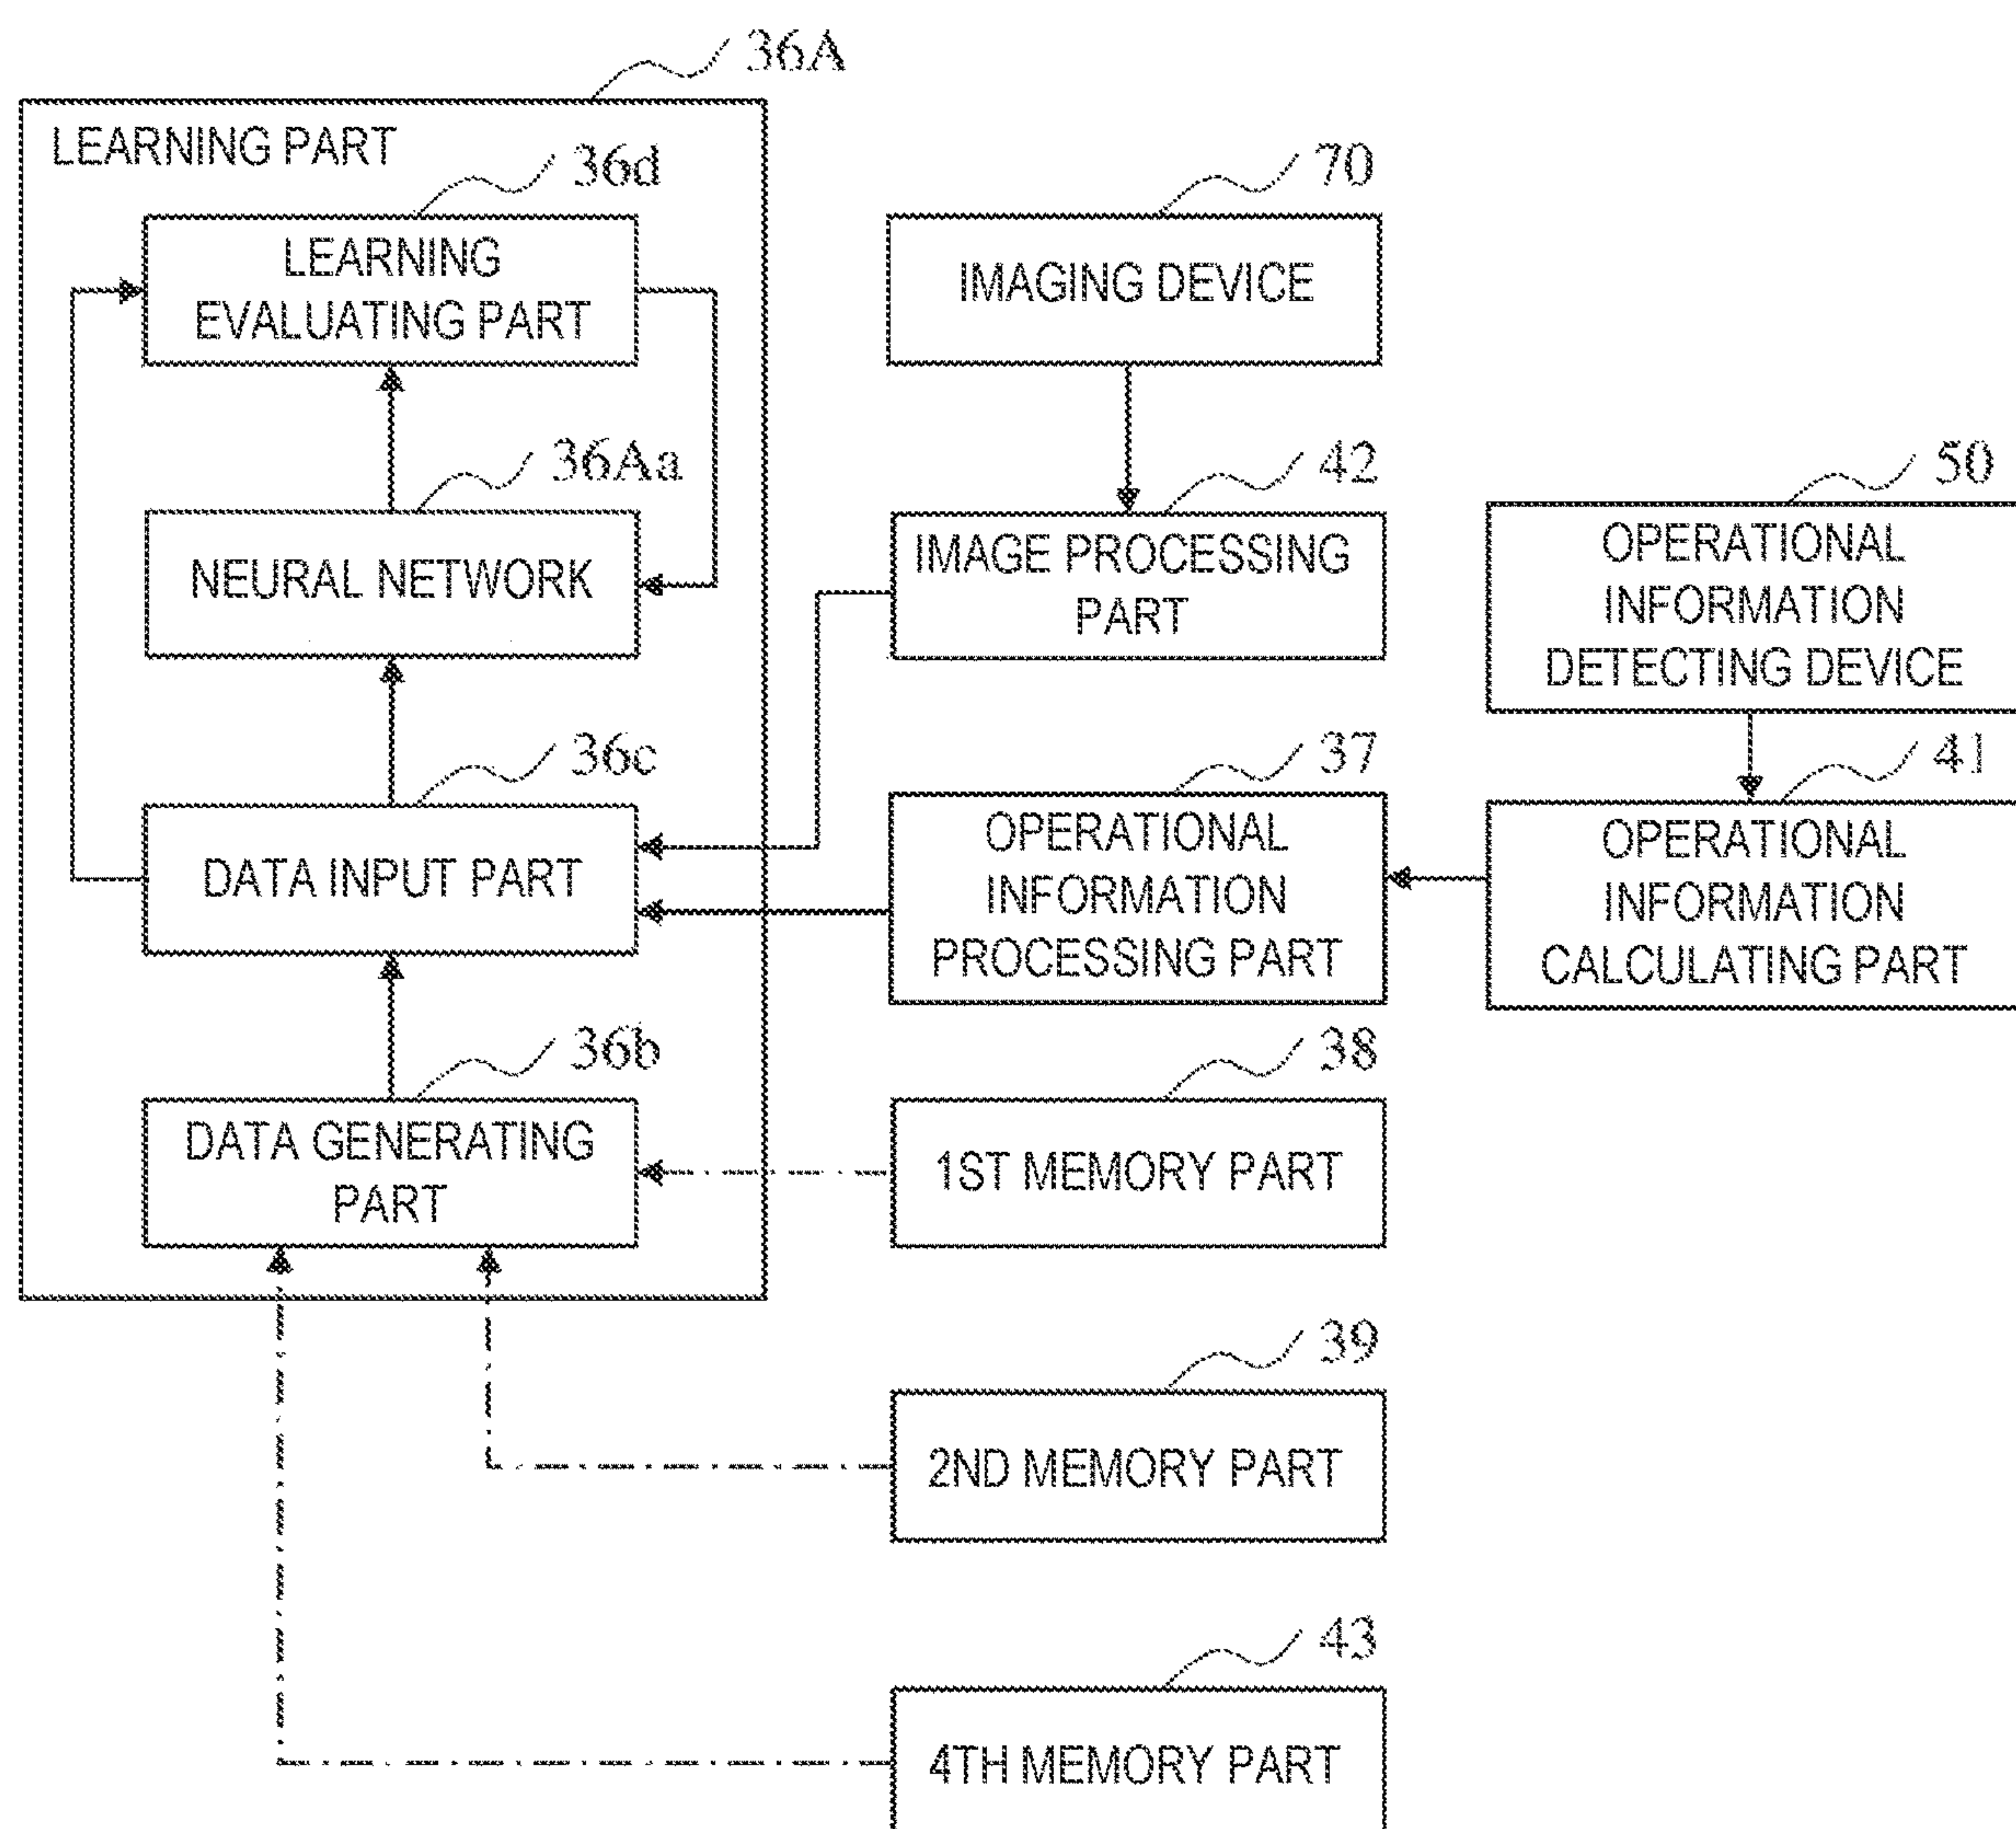 36A
LEARNING PART
36d
LEARNING
EVALUATING PART
36Aa
NEURAL NETWORK
36c
DATA INPUT PART
36b
DATA GENERATING
PART
70
IMAGING DEVICE
42
IMAGE PROCESSING
PART
37
OPERATIONAL
INFORMATION
PROCESSING PART
38
1ST MEMORY PART
39
2ND MEMORY PART
43
4TH MEMORY PART
50
OPERATIONAL
INFORMATION
DETECTING DEVICE
41
OPERATIONAL
INFORMATION
CALCULATING PART